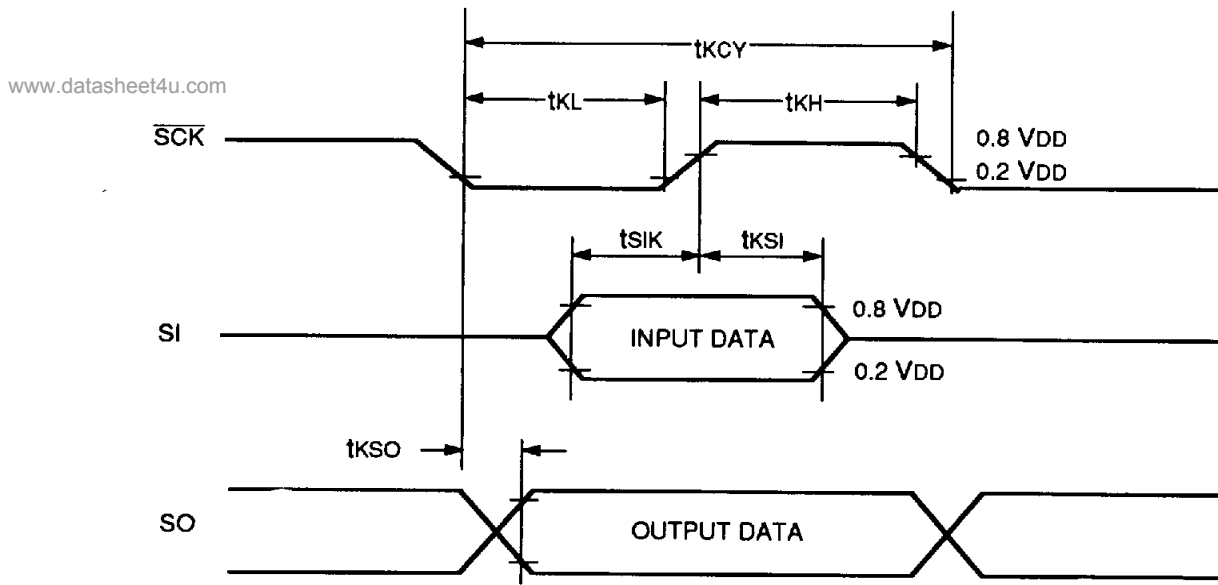 tKCY
www.datasheet4u.com
tKL
tKH
SCK
0.8 VDD
0.2 VDD
tSIK
tKSI
SI
INPUT DATA
0.8 VDD
0.2 VDD
tKSO
SO
OUTPUT DATA